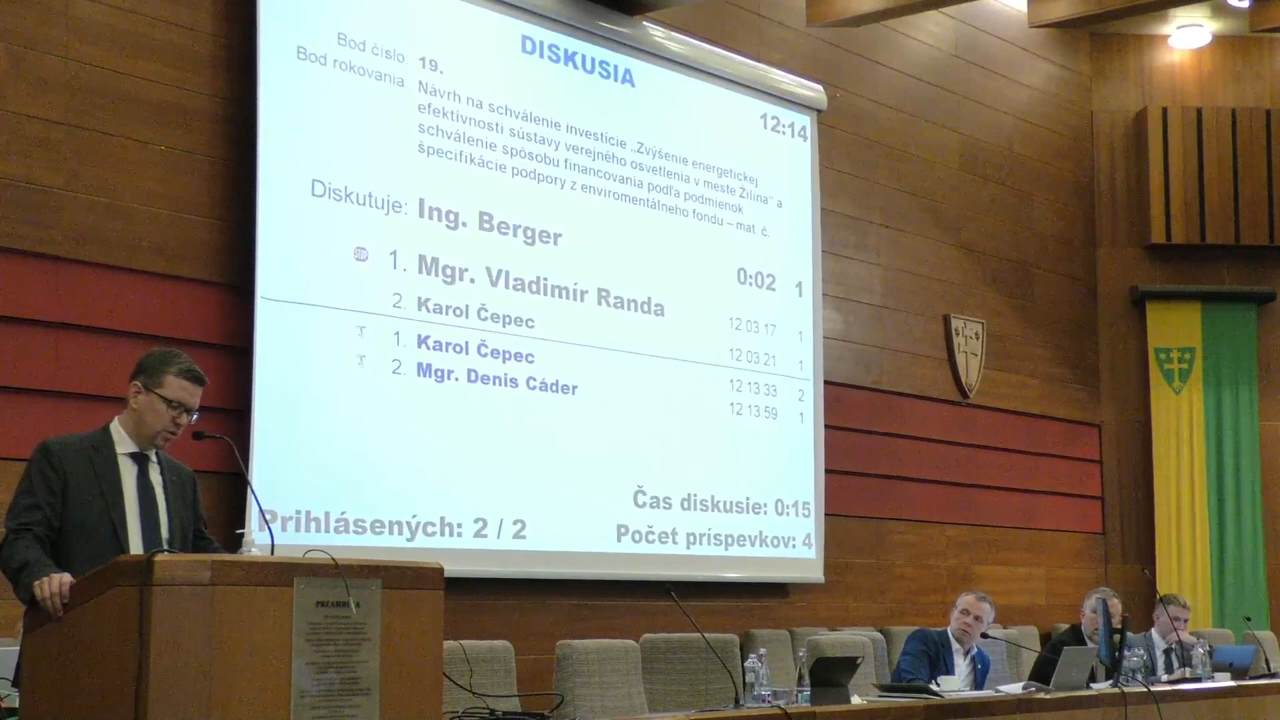 DISKUSIA
12:14
Bod číslo: 19.
Bod rokovania Návrh na schválenie investície „Zvýšenie energetickej
efektívnosti sústavy verejného osvetlenia v meste Žilina“ a
schválenie spôsobu financovania podľa podmienok
špecifikácie podpory z enviromentálneho fondu – mat. č.
Diskutuje: Ing. Berger 0:02 1
STOP 1. Mgr. Vladimír Randa 12 03 17 1
2. Karol Čepec 12 03 21 1
1. Karol Čepec 12 13 33 2
2. Mgr. Denis Cáder 12 13 59 1
Čas diskusie: 0:15
Prihlásených: 2 / 2 Počet príspevkov: 4
PREAMBULA